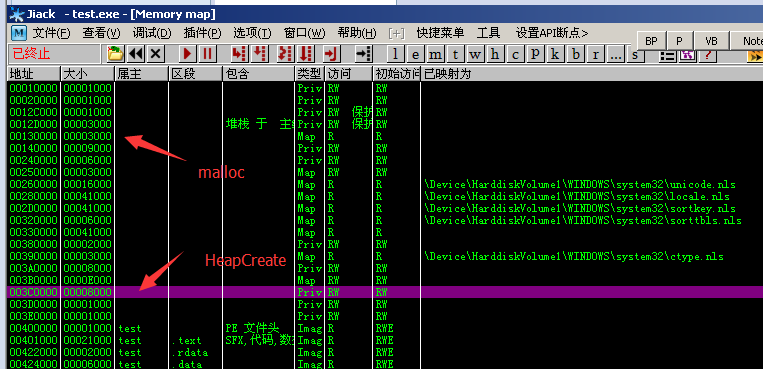 Jiack - test.exe - [Memory map]
M 文件(F) 查看(V) 调试(D) 插件(P) 选项(T) 窗口(W) 帮助(H) [+] 快捷菜单 工具 设置API断点>
已终止 l e m t w h c p k b r ... s BP P VB Note
地址 大小 属主 区段 包含 类型 访问 初始访问 已映射为
00010000 00001000 Priv RW RW
00020000 00001000 Priv RW RW
0012C000 00001000 Priv RW 保护 RW
0012D000 00003000 堆栈 于 主 Priv RW 保护 RW
00130000 00003000 Map R R
00140000 00009000 Priv RW RW
00240000 00006000 Priv RW RW
00250000 00003000 Map RW RW
malloc
00260000 00016000 Map R R \Device\HarddiskVolume1\WINDOWS\system32\unicode.nls
00280000 00041000 Map R R \Device\HarddiskVolume1\WINDOWS\system32\locale.nls
002D0000 00041000 Map R R \Device\HarddiskVolume1\WINDOWS\system32\sortkey.nls
00320000 00006000 Map R R \Device\HarddiskVolume1\WINDOWS\system32\sorttbls.nls
00330000 00041000 Map R R
00380000 00002000 Priv RW RW
00390000 00003000 Map R R \Device\HarddiskVolume1\WINDOWS\system32\ctype.nls
HeapCreate
003A0000 00008000 Priv RW RW
003B0000 0000E000 Map RW RW
003C0000 00008000 Priv RW RW
003D0000 00001000 Priv RW RW
003E0000 00001000 Priv RW RW
00400000 00001000 test PE 文件头 Imag R RWE
00401000 00021000 test .text SFX,代码,数 Imag R RWE
00422000 00002000 test .rdata Imag R RWE
00424000 00006000 test .data Imag R RWE